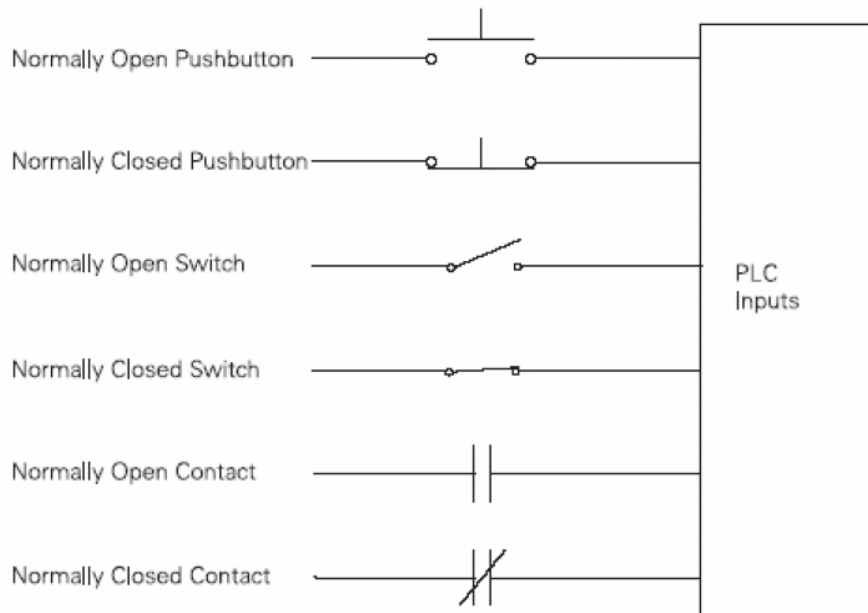 Normally Open Pushbutton
Normally Closed Pushbutton
Normally Open Switch
PLC
Inputs
Normally Closed Switch
Normally Open Contact
Normally Closed Contact